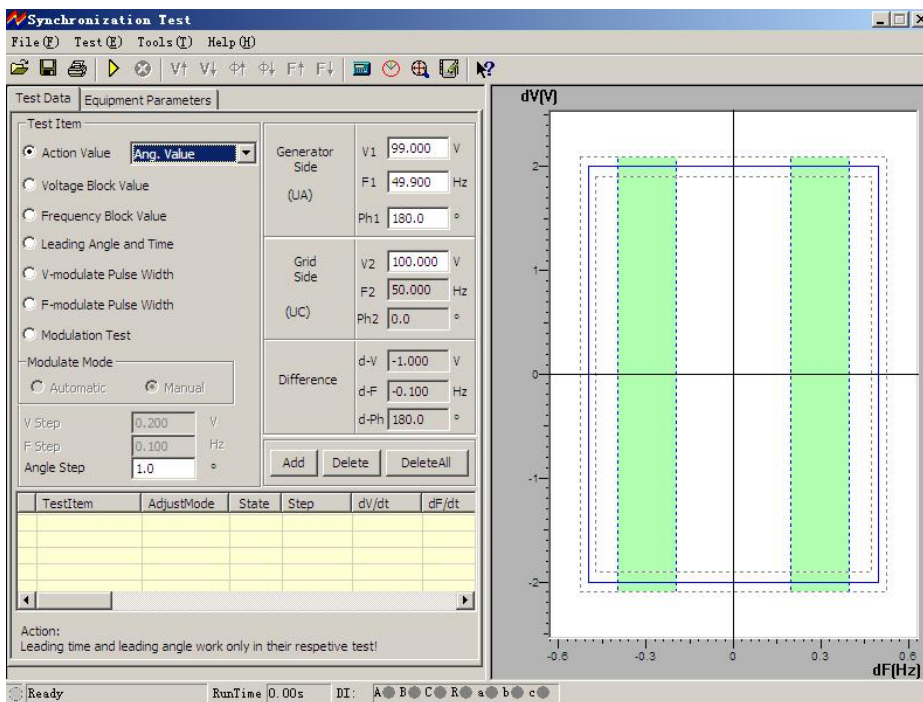 Synchronization Test
File(F) Test(E) Tools(T) Help(H)
V↑ V↓ Φ↑ Φ↓ F↑ F↓
Test Data Equipment Parameters
Test Item
Action Value Ang. Value
Voltage Block Value
Frequency Block Value
Leading Angle and Time
V-modulate Pulse Width
F-modulate Pulse Width
Modulation Test
Modulate Mode
Automatic Manual
V Step 0.200 V
F Step 0.100 Hz
Angle Step 1.0 °
Generator Side (UA)
V1 99.000 V
F1 49.900 Hz
Ph1 180.0 °
Grid Side (UC)
V2 100.000 V
F2 50.000 Hz
Ph2 0.0 °
Difference
d-V -1.000 V
d-F -0.100 Hz
d-Ph 180.0 °
Add Delete DeleteAll
TestItem AdjustMode State Step dV/dt dF/dt
Action:
Leading time and leading angle work only in their respetive test!
dV(V)
2
1
0
-1
-2
-0.6 -0.3 0 0.3 0.6
dF(Hz)
Ready RunTime 0.00s DI: A B C R a b c